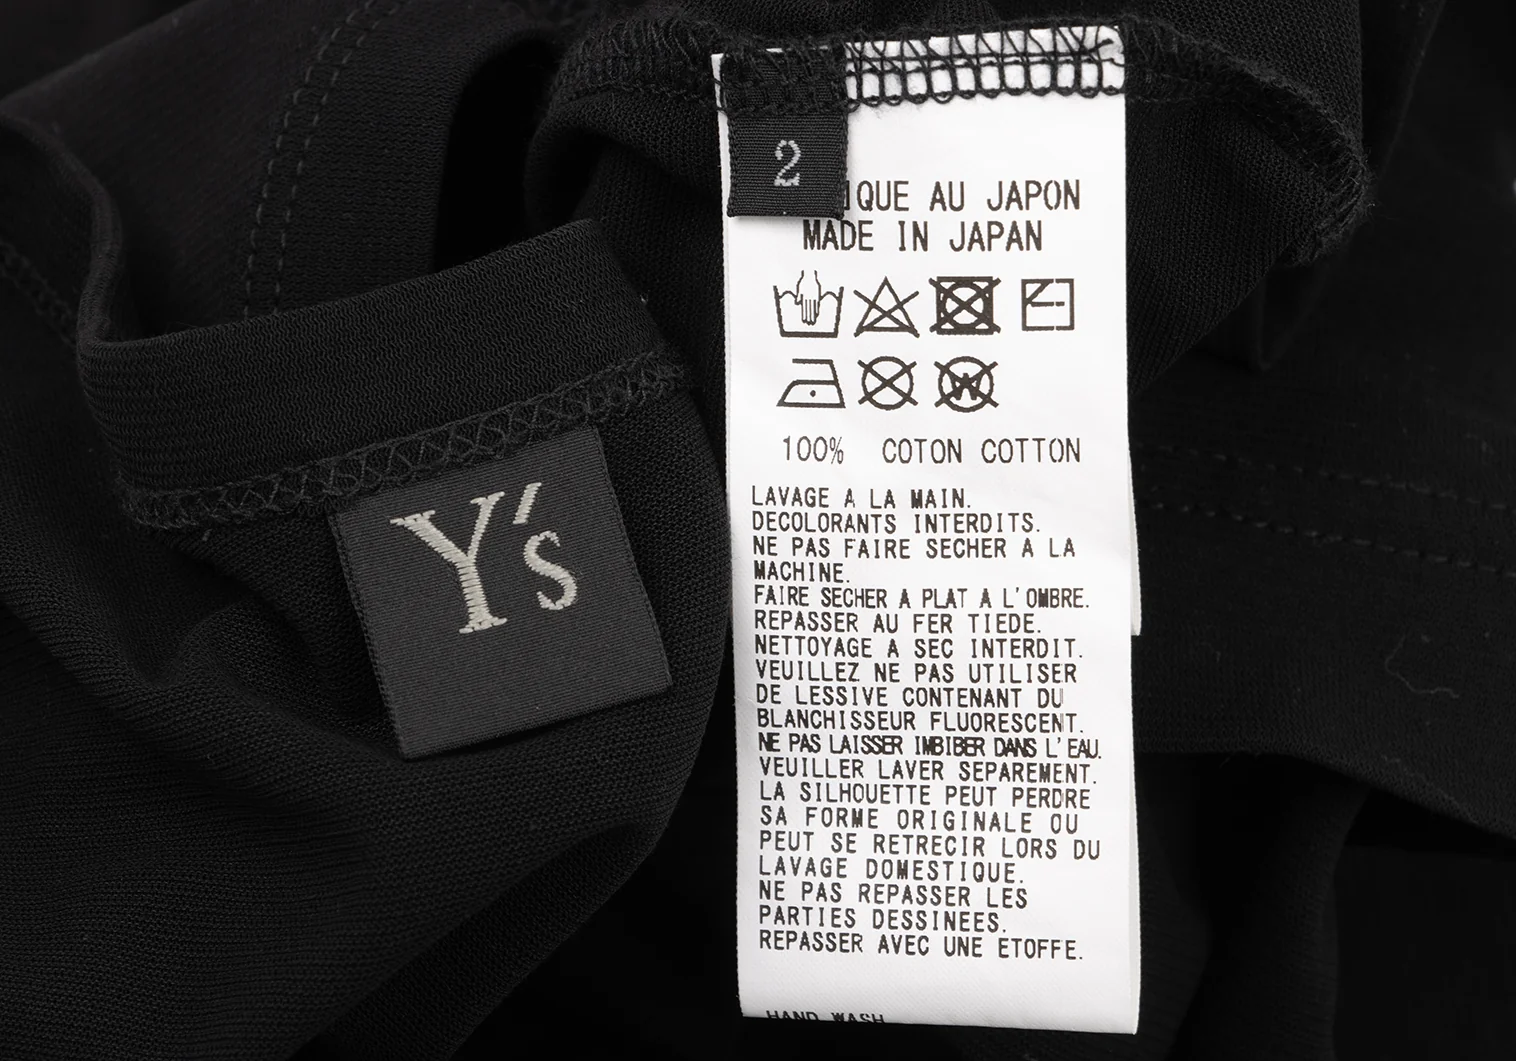 2
IQUE AU JAPON
MADE IN JAPAN
100% COTON COTTON
Y's
LAVAGE A LA MAIN.
DECOLORANTS INTERDITS.
NE PAS FAIRE SECHER A LA
MACHINE.
FAIRE SECHER A PLAT A L'OMBRE.
REPASSER AU FER TIEDE.
NETTOYAGE A SEC INTERDIT.
VEUILLEZ NE PAS UTILISER
DE LESSIVE CONTENANT DU
BLANCHISSEUR FLUORESCENT.
NE PAS LAISSER IMBIBER DANS L'EAU.
VEUILLER LAVER SEPAREMENT.
LA SILHOUETTE PEUT PERDRE
SA FORME ORIGINALE OU
PEUT SE RETRECIR LORS DU
LAVAGE DOMESTIQUE.
NE PAS REPASSER LES
PARTIES DESSINEES.
REPASSER AVEC UNE ETOFFE.
HAND WASH